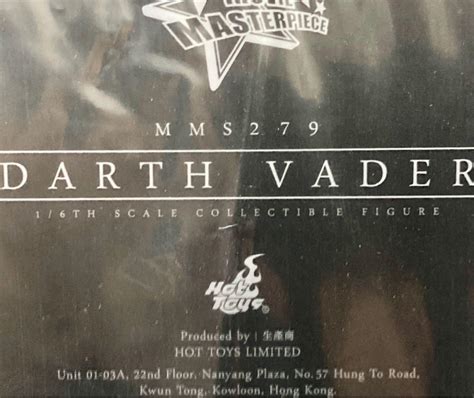 MOVIE
MASTERPIECE
MMS279
DARTH VADER
1/6TH SCALE COLLECTIBLE FIGURE
Hot
Toys®
Produced by | 生產商
HOT TOYS LIMITED
Unit 01-03A, 22nd Floor, Nanyang Plaza, No.57 Hung To Road,
Kwun Tong, Kowloon, Hong Kong.